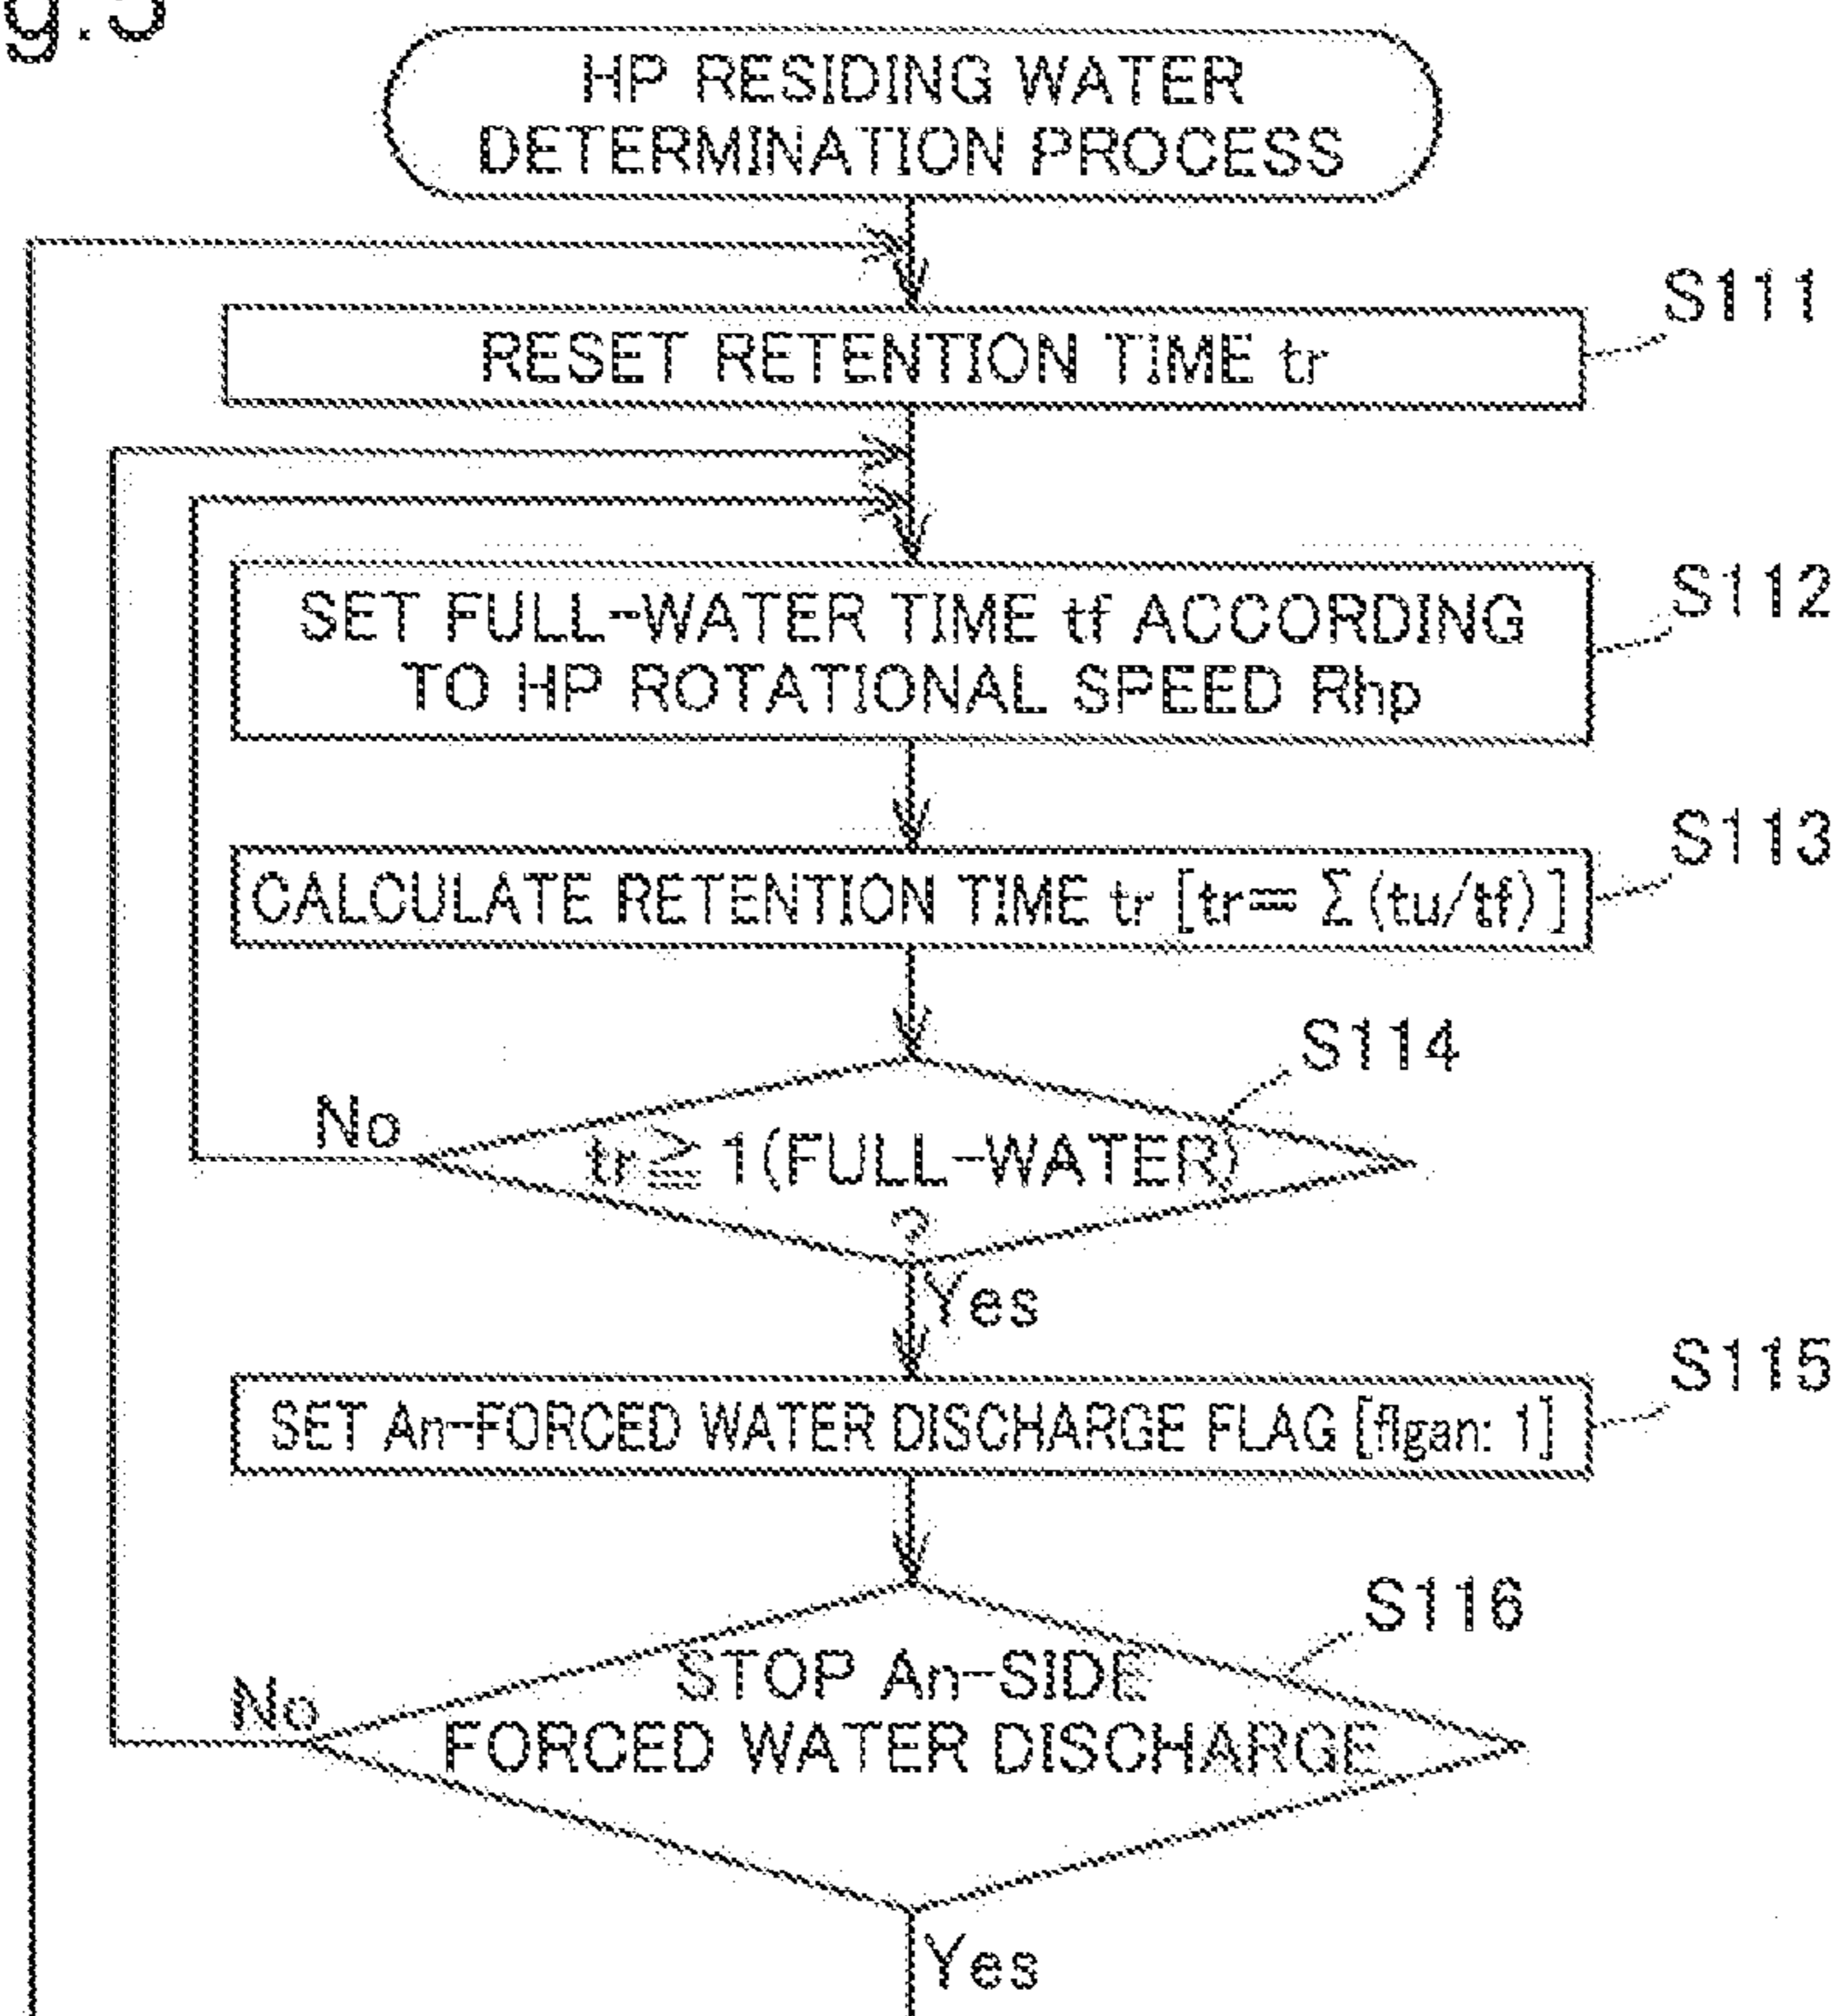 g.5
HP RESIDING WATER
DETERMINATION PROCESS
S111
RESET RETENTION TIME tr
S112
SET FULL-WATER TIME tf ACCORDING
TO HP ROTATIONAL SPEED Rhp
S113
CALCULATE RETENTION TIME tr [tr= Σ(tu/tf)]
S114
No
tr≧1(FULL-WATER)
?
Yes
S115
SET An-FORCED WATER DISCHARGE FLAG [flgan: 1]
S116
STOP An-SIDE
No
FORCED WATER DISCHARGE
Yes